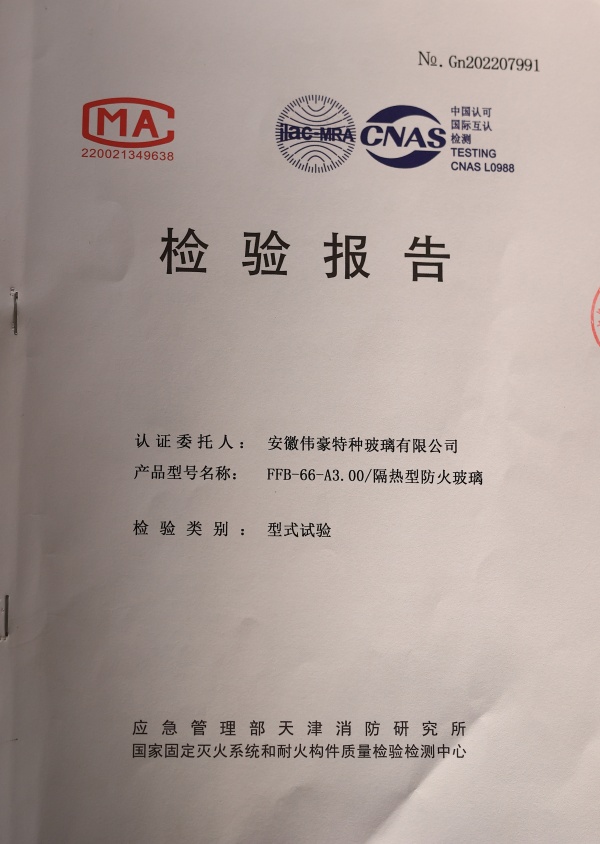 №. Gn202207991
MA
220021349638
ilac-MRA
CNAS
中国认可
国际互认
检测
TESTING
CNAS L0988
检验报告
认证委托人： 安徽伟豪特种玻璃有限公司
产品型号名称： FFB-66-A3.00/隔热型防火玻璃
检验类别： 型式试验
应急管理部天津消防研究所
国家固定灭火系统和耐火构件质量检验检测中心